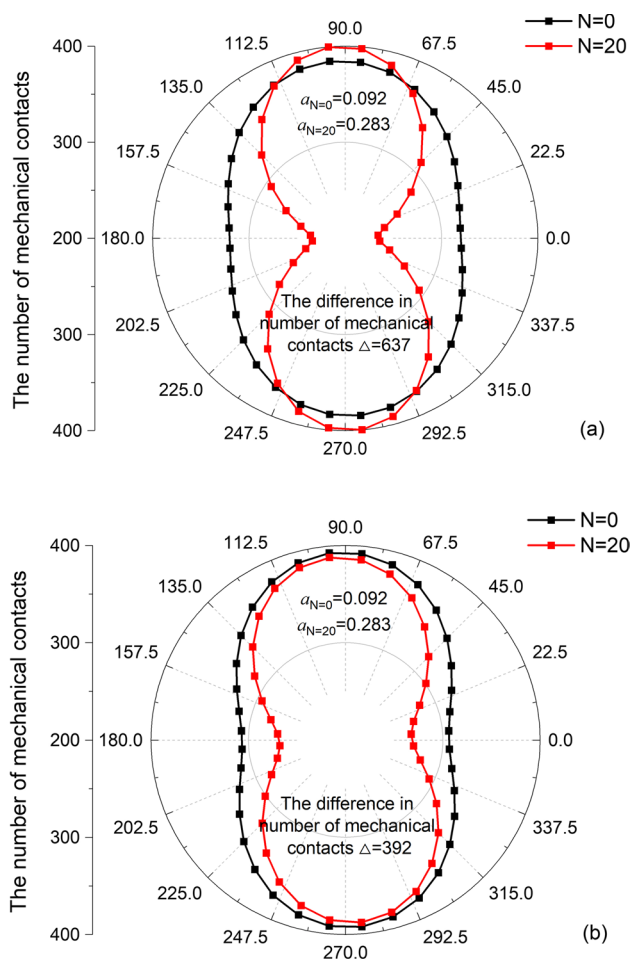 N=0
N=20
90.0
67.5
45.0
22.5
0.0
337.5
315.0
292.5
270.0
247.5
225.0
202.5
180.0
157.5
135.0
112.5
400
300
200
300
400
The number of mechanical contacts
aN=0=0.092
aN=20=0.283
The difference in
number of mechanical
contacts △=637
(a)
N=0
N=20
90.0
67.5
45.0
22.5
0.0
337.5
315.0
292.5
270.0
247.5
225.0
202.5
180.0
157.5
135.0
112.5
400
300
200
300
400
The number of mechanical contacts
aN=0=0.092
aN=20=0.283
The difference in
number of mechanical
contacts △=392
(b)